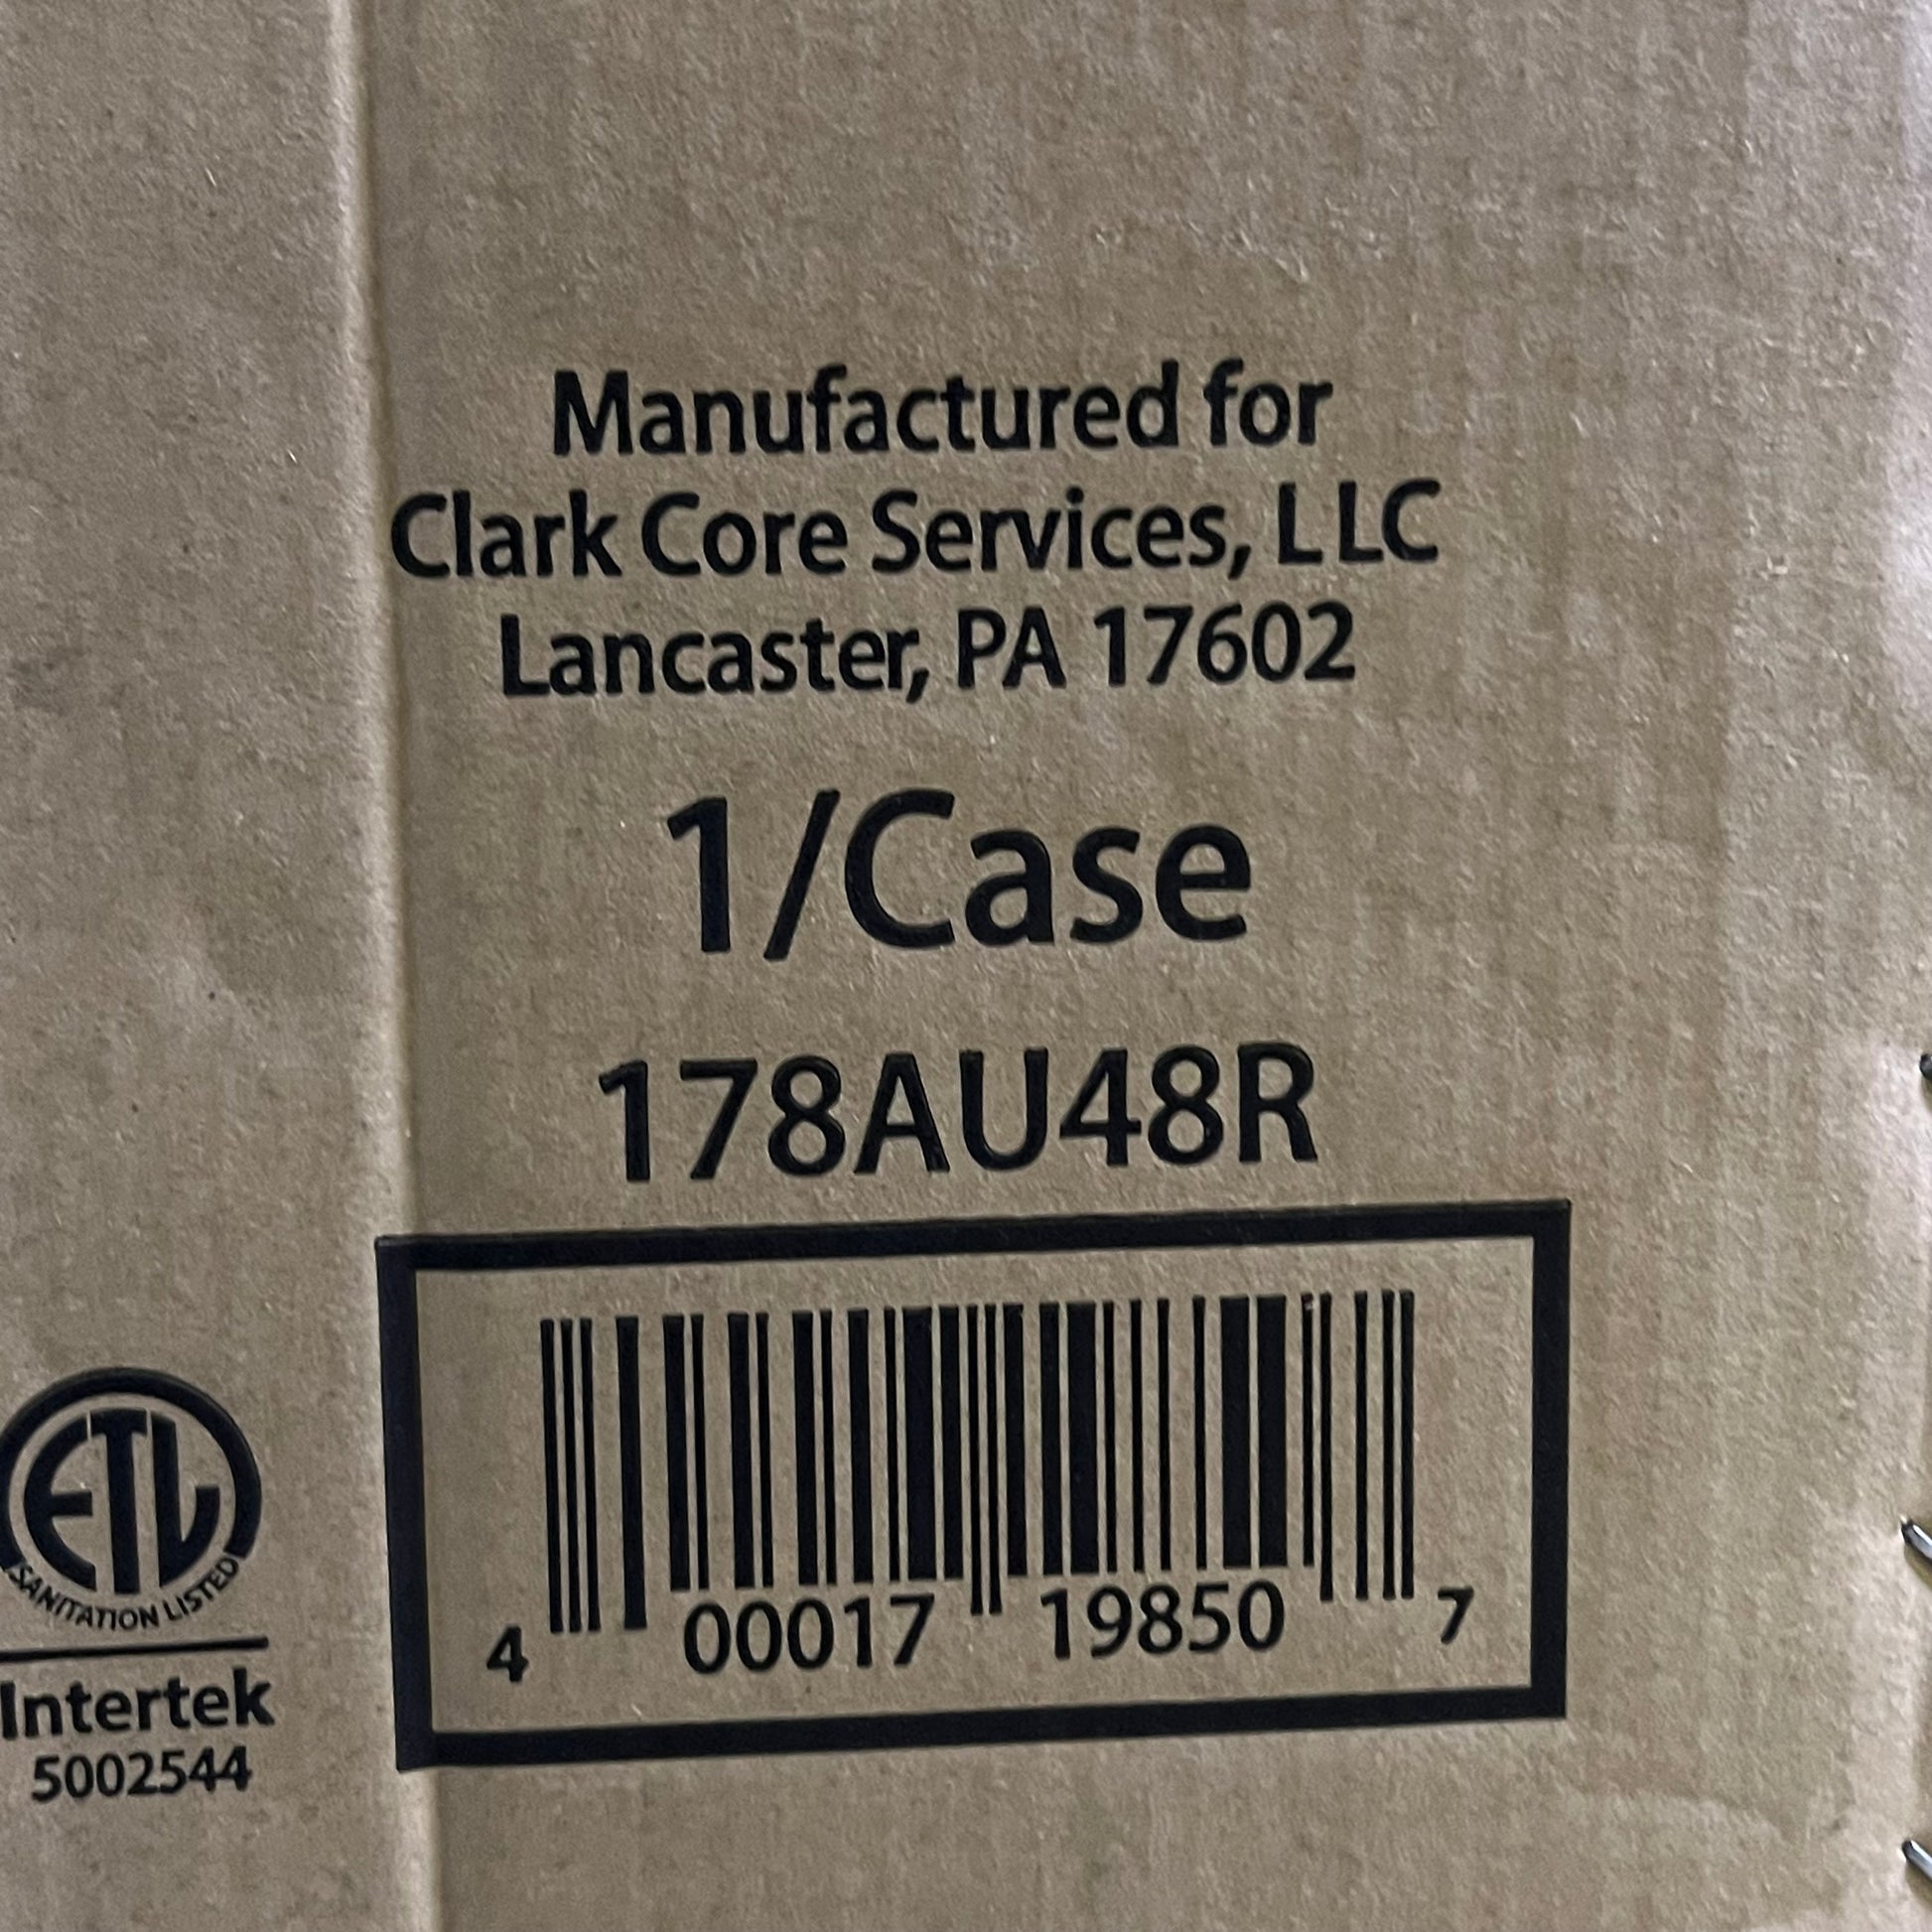 Manufactured for
Clark Core Services, LLC
Lancaster, PA 17602
1/Case
178AU48R
4 00017 19850 7
ETL
SANITATION LISTED
Intertek
5002544